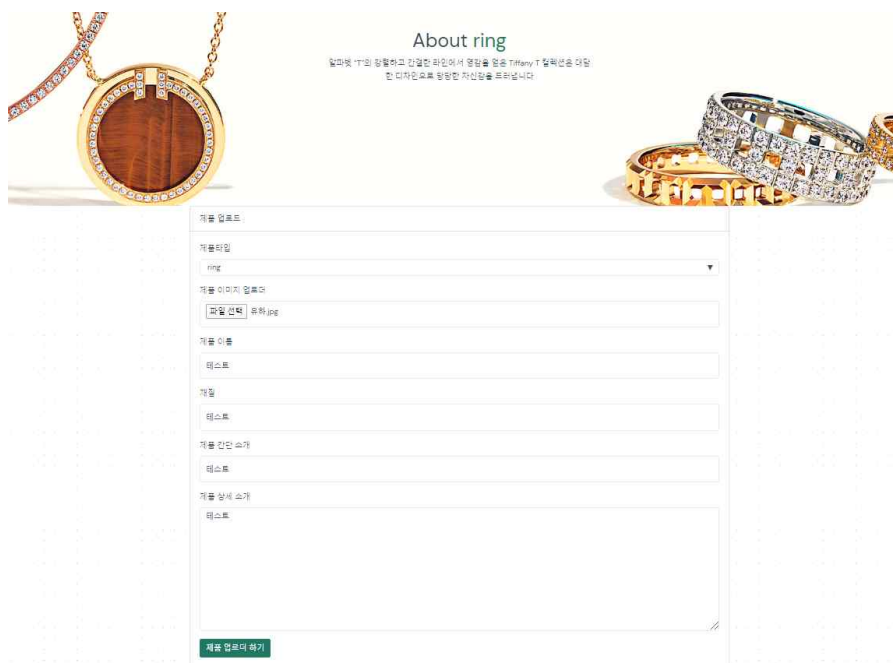 About ring
알파벳 "T"의 강렬하고 간결한 라인에서 영감을 얻은 Tiffany T 컬렉션은 대담
한 디자인으로 당당한 자신감을 드러냅니다
제품 업로드
제품타입
ring
제품 이미지 업로더
파일 선택 유화.jpg
제품 이름
테스트
재질
테스트
제품 간단 소개
테스트
제품 상세 소개
테스트
제품 업로더 하기